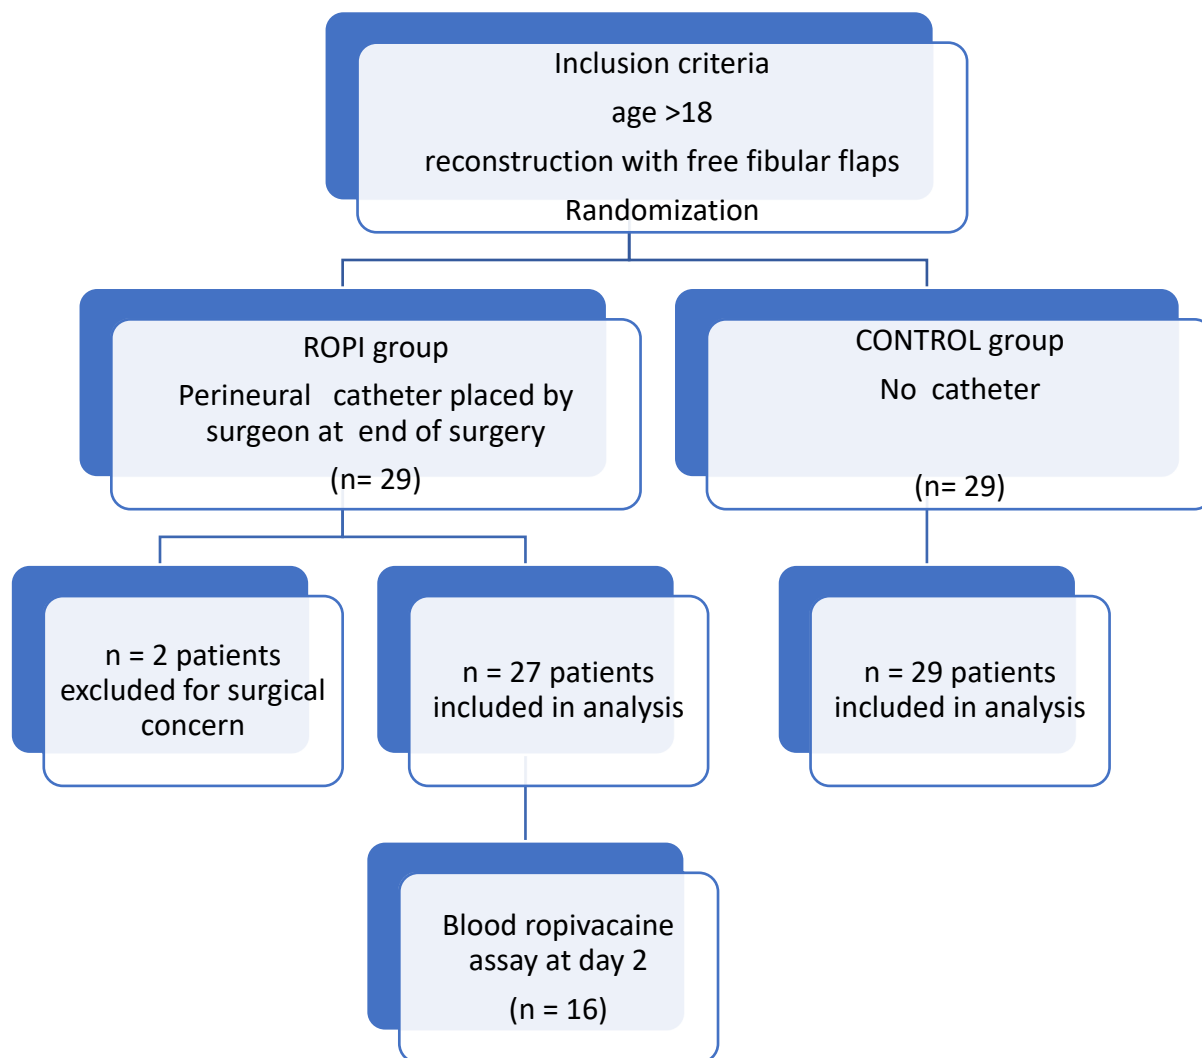 Inclusion criteria
age >18
reconstruction with free fibular flaps
Randomization
ROPI group
Perineural catheter placed by
surgeon at end of surgery
(n= 29)
CONTROL group
No catheter
(n= 29)
n = 2 patients
excluded for surgical
concern
n = 27 patients
included in analysis
n = 29 patients
included in analysis
Blood ropivacaine
assay at day 2
(n = 16)